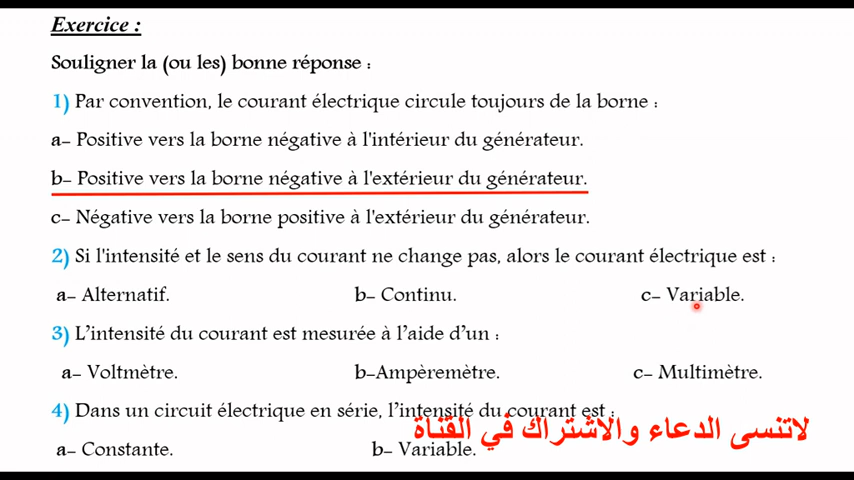 Exercice :
Souligner la (ou les) bonne réponse :
1) Par convention, le courant électrique circule toujours de la borne :
a- Positive vers la borne négative à l'intérieur du générateur.
b- Positive vers la borne négative à l'extérieur du générateur.
c- Négative vers la borne positive à l'extérieur du générateur.
2) Si l'intensité et le sens du courant ne change pas, alors le courant électrique est :
a- Alternatif. b- Continu. c- Variable.
3) L’intensité du courant est mesurée à l’aide d’un :
a- Voltmètre. b-Ampèremètre. c- Multimètre.
4) Dans un circuit électrique en série, l’intensité du courant est :
لاتنسى الدعاء والاشتراك في القناة
a- Constante. b- Variable.